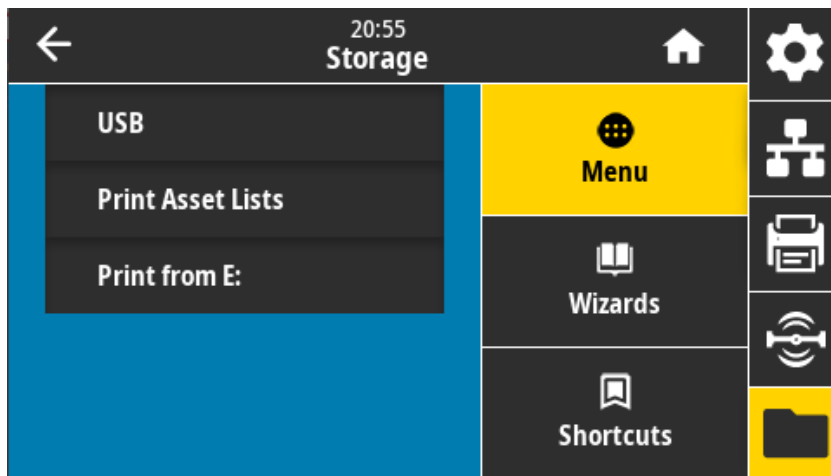 20:55
Storage
USB
Print Asset Lists
Print from E:
Menu
Wizards
Shortcuts